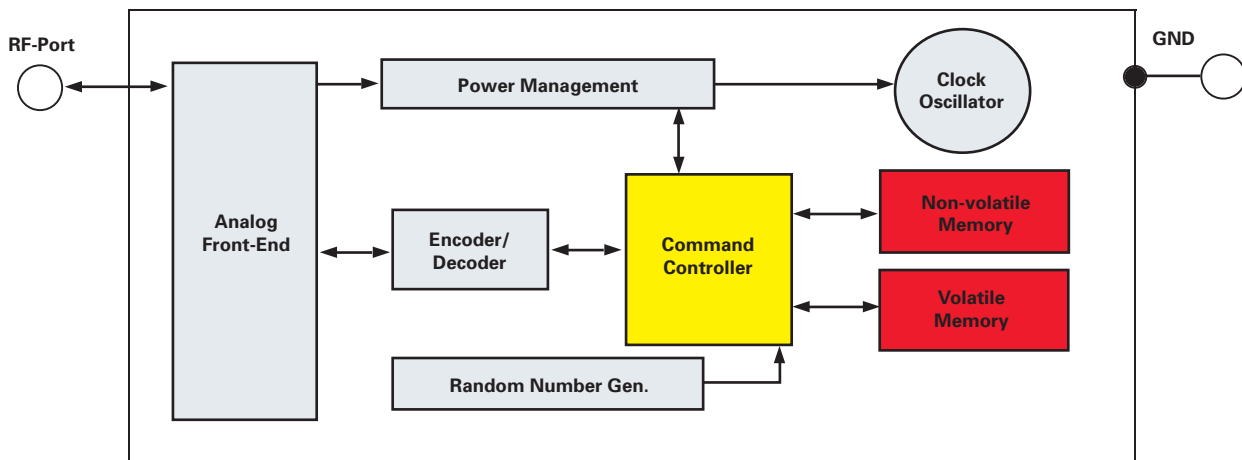 RF-Port
GND
Power Management
Clock
Oscillator
Analog
Front-End
Encoder/
Decoder
Command
Controller
Non-volatile
Memory
Volatile
Memory
Random Number Gen.